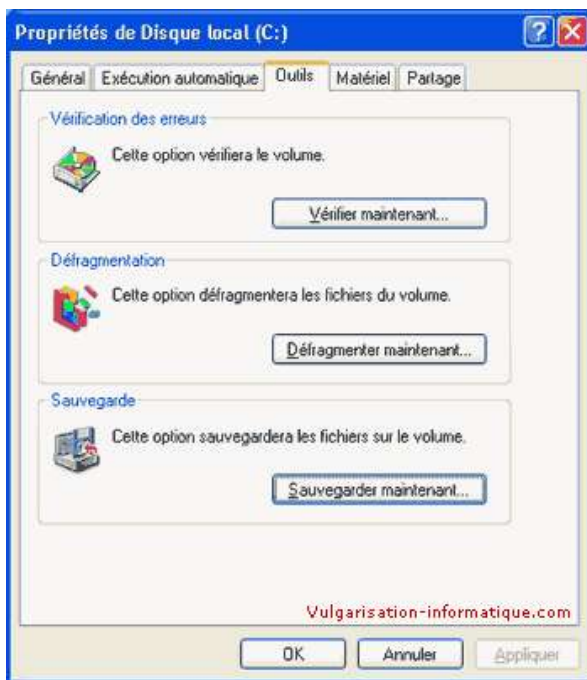 Propriétés de Disque local (C:)
Général Exécution automatique Outils Matériel Partage
Vérification des erreurs
Cette option vérifiera le volume.
Vérifier maintenant...
Défragmentation
Cette option défragmentera les fichiers du volume.
Défragmenter maintenant...
Sauvegarde
Cette option sauvegardera les fichiers sur le volume.
Sauvegarder maintenant...
Vulgarisation-informatique.com
OK Annuler Appliquer